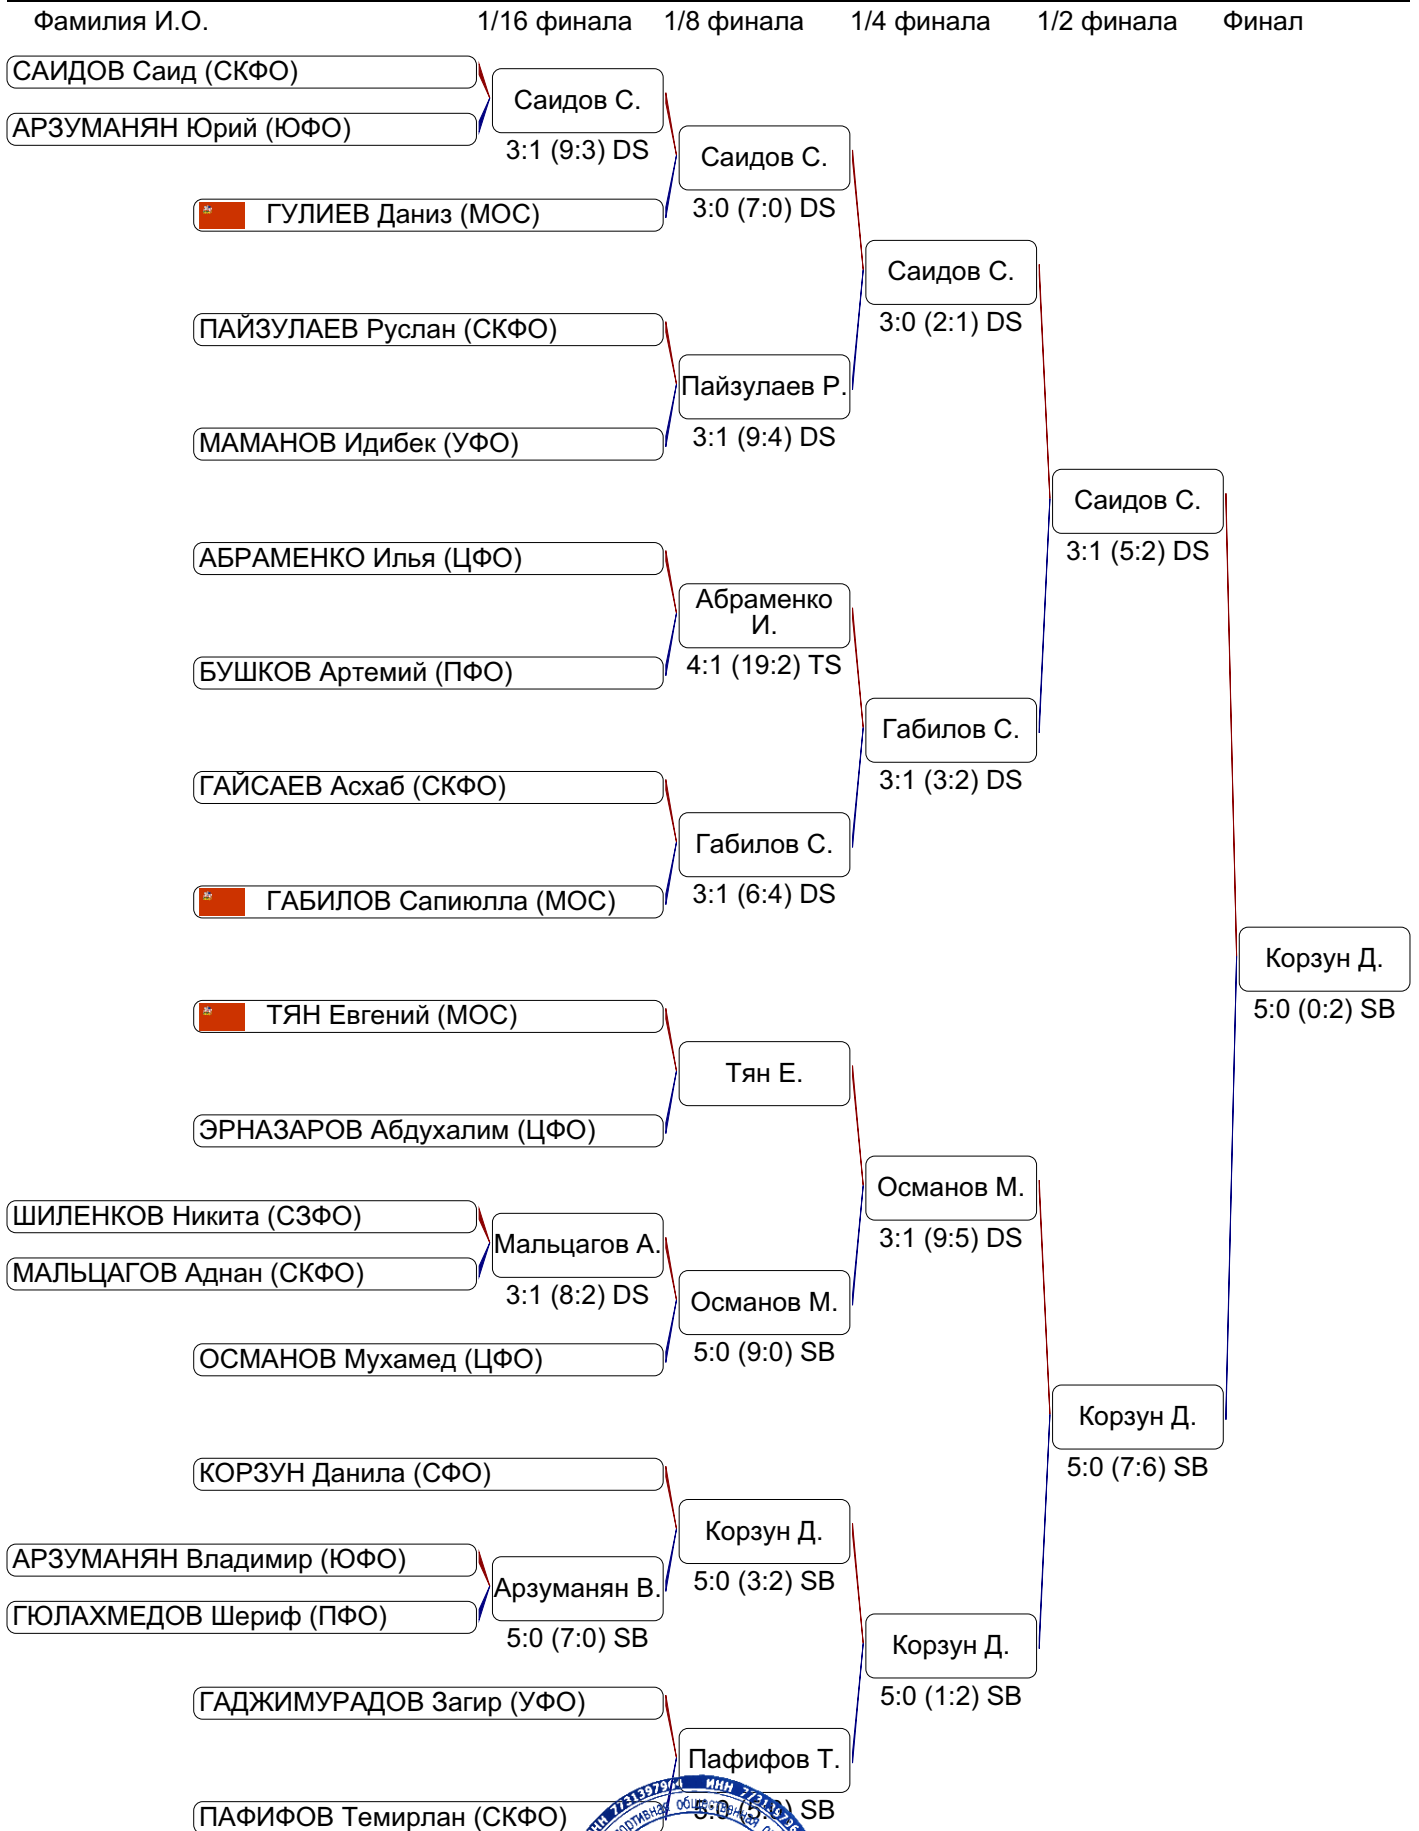 Фамилия И.О. 1/16 финала 1/8 финала 1/4 финала 1/2 финала Финал
САИДОВ Саид (СКФО)
Саидов С.
АРЗУМАНЯН Юрий (ЮФО)
3:1 (9:3) DS
Саидов С.
3:0 (7:0) DS
ГУЛИЕВ Даниз (МОС)
Саидов С.
3:0 (2:1) DS
ПАЙЗУЛАЕВ Руслан (СКФО)
Пайзулаев Р.
3:1 (9:4) DS
МАМАНОВ Идибек (УФО)
Саидов С.
3:1 (5:2) DS
АБРАМЕНКО Илья (ЦФО)
Абраменко
И.
4:1 (19:2) TS
БУШКОВ Артемий (ПФО)
Габилов С.
3:1 (3:2) DS
ГАЙСАЕВ Асхаб (СКФО)
Габилов С.
3:1 (6:4) DS
ГАБИЛОВ Сапиюлла (МОС)
Корзун Д.
5:0 (0:2) SB
ТЯН Евгений (МОС)
Тян Е.
ЭРНАЗАРОВ Абдухалим (ЦФО)
Османов М.
3:1 (9:5) DS
ШИЛЕНКОВ Никита (СЗФО)
Мальцагов А.
МАЛЬЦАГОВ Аднан (СКФО)
3:1 (8:2) DS
Османов М.
5:0 (9:0) SB
ОСМАНОВ Мухамед (ЦФО)
Корзун Д.
5:0 (7:6) SB
КОРЗУН Данила (СФО)
Корзун Д.
5:0 (3:2) SB
АРЗУМАНЯН Владимир (ЮФО)
Арзуманян В.
ГЮЛАХМЕДОВ Шериф (ПФО)
5:0 (7:0) SB
Корзун Д.
5:0 (1:2) SB
ГАДЖИМУРАДОВ Загир (УФО)
Пафифов Т.
SB
ПАФИФОВ Темирлан (СКФО)
ИНН